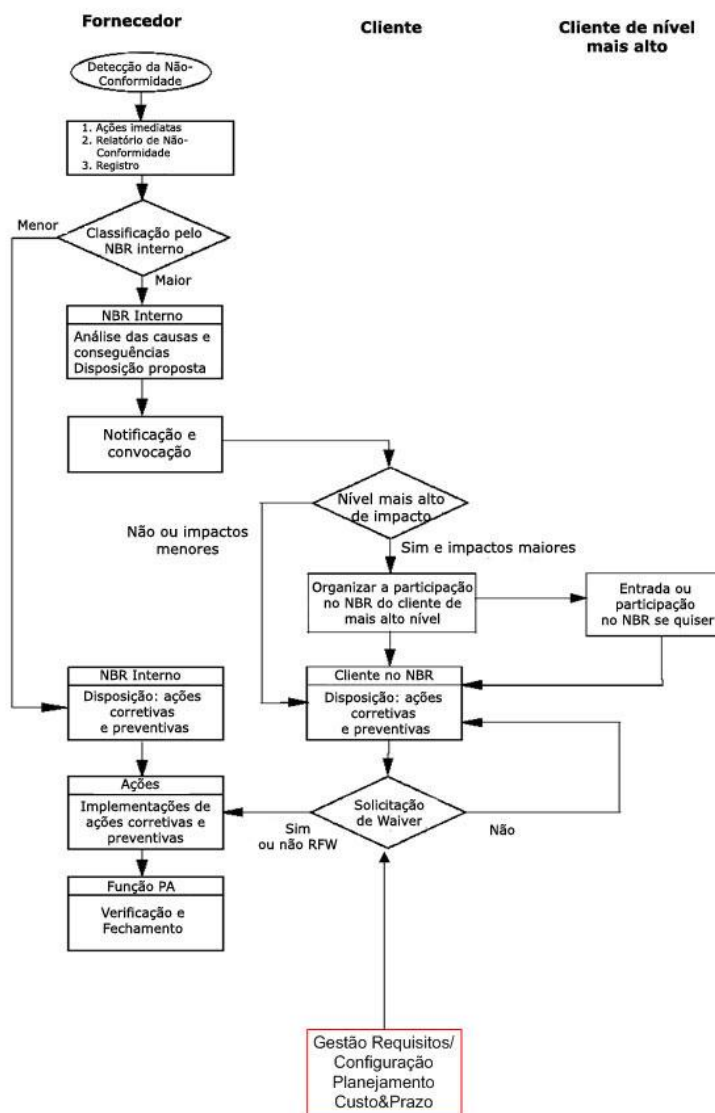 Fornecedor
Cliente
Cliente de nível
mais alto
Detecção da Não-
Conformidade
1. Ações imediatas
2. Relatório de Não-
Conformidade
3. Registro
Menor
Classificação pelo
NBR interno
Maior
NBR Interno
Análise das causas e
conseguências
Disposição proposta
Notificação e
convocação
Nível mais alto
de impacto
Não ou impactos
menores
Sim e impactos maiores
Organizar a participação
no NBR do cliente de
mais alto nível
Entrada ou
participação
no NBR se quiser
NBR Interno
Disposição: ações
corretivas
e preventivas
Cliente no NBR
Disposição: ações
corretivas
e preventivas
Ações
Implementações de
ações corretivas e
preventivas
Sim
ou não RFW
Solicitação
de Waiver
Não
Função PA
Verificação e
Fechamento
Gestão Requisitos/
Configuração
Planejamento
Custo&Prazo